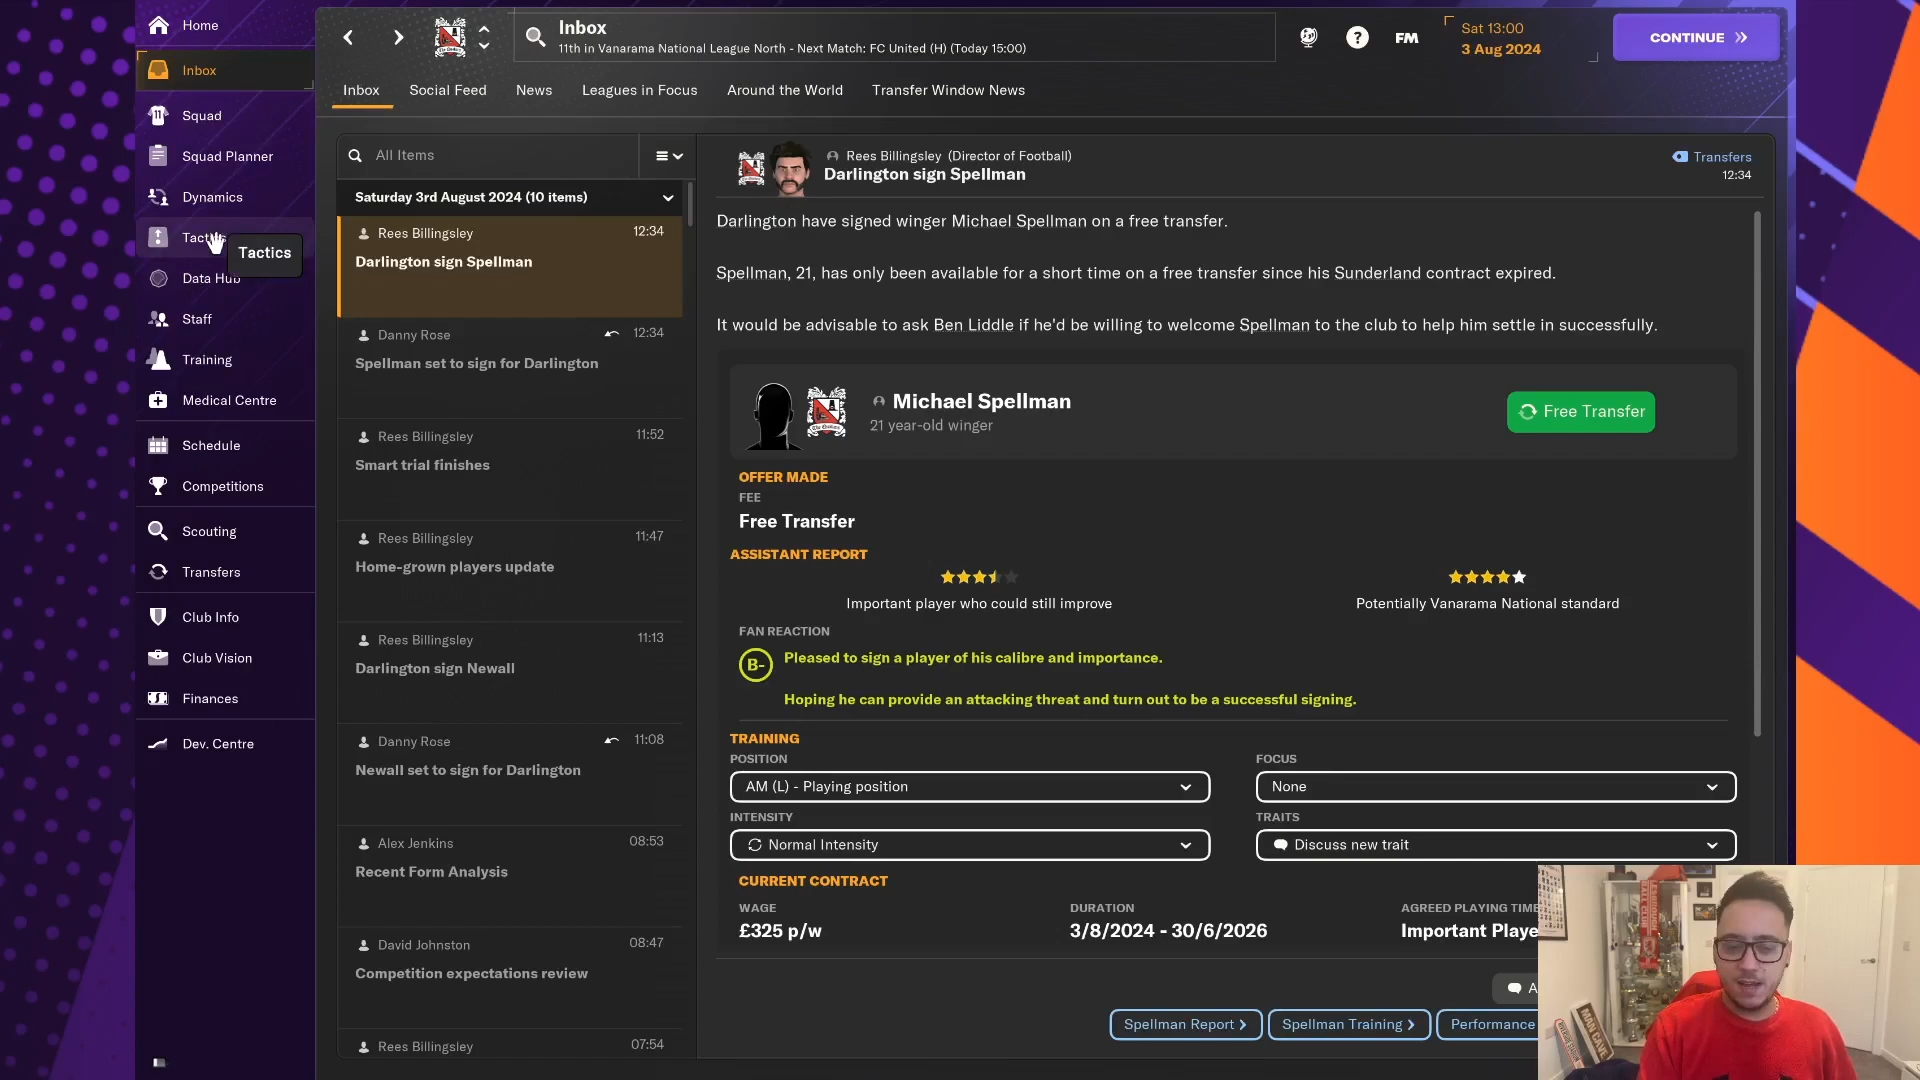 Home
Inbox
Squad
Squad Planner
Dynamics
Tactics
Tactics
Data Hub
Staff
Training
Medical Centre
Schedule
Competitions
Scouting
Transfers
Club Info
Club Vision
Finances
Dev. Centre
Inbox
11th in Vanarama National League North - Next Match: FC United (H) (Today 15:00)
?
FM
Sat 13:00
3 Aug 2024
CONTINUE
Inbox
Social Feed
News
Leagues in Focus
Around the World
Transfer Window News
All Items
Saturday 3rd August 2024 (10 items)
Rees Billingsley 12:34
Darlington sign Spellman
Danny Rose 12:34
Spellman set to sign for Darlington
Rees Billingsley 11:52
Smart trial finishes
Rees Billingsley 11:47
Home-grown players update
Rees Billingsley 11:13
Darlington sign Newall
Danny Rose 11:08
Newall set to sign for Darlington
Alex Jenkins 08:53
Recent Form Analysis
David Johnston 08:47
Competition expectations review
Rees Billingsley 07:54
Rees Billingsley (Director of Football)
Darlington sign Spellman
Transfers
12:34
Darlington have signed winger Michael Spellman on a free transfer.
Spellman, 21, has only been available for a short time on a free transfer since his Sunderland contract expired.
It would be advisable to ask Ben Liddle if he'd be willing to welcome Spellman to the club to help him settle in successfully.
Michael Spellman
21 year-old winger
Free Transfer
OFFER MADE
FEE
Free Transfer
ASSISTANT REPORT
Important player who could still improve
Potentially Vanarama National standard
FAN REACTION
B-
Pleased to sign a player of his calibre and importance.
Hoping he can provide an attacking threat and turn out to be a successful signing.
TRAINING
POSITION
AM (L) - Playing position
FOCUS
None
INTENSITY
Normal Intensity
TRAITS
Discuss new trait
CURRENT CONTRACT
WAGE
£325 p/w
DURATION
3/8/2024 - 30/6/2026
AGREED PLAYING TIME
Important Playe
A
Spellman Report
Spellman Training
Performance
MAN CAVE